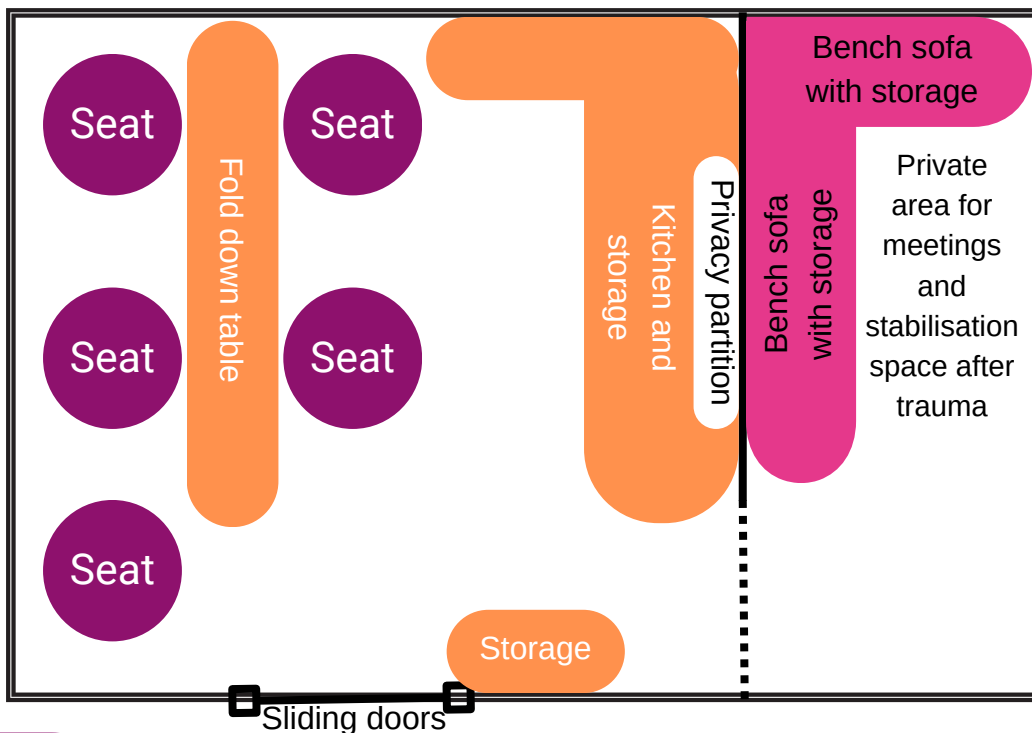 Seat
Seat
Seat
Seat
Seat
Fold down table
Kitchen and
storage
Privacy partition
Bench sofa
with storage
Bench sofa
with storage
Private
area for
meetings
and
stabilisation
space after
trauma
Storage
Sliding doors